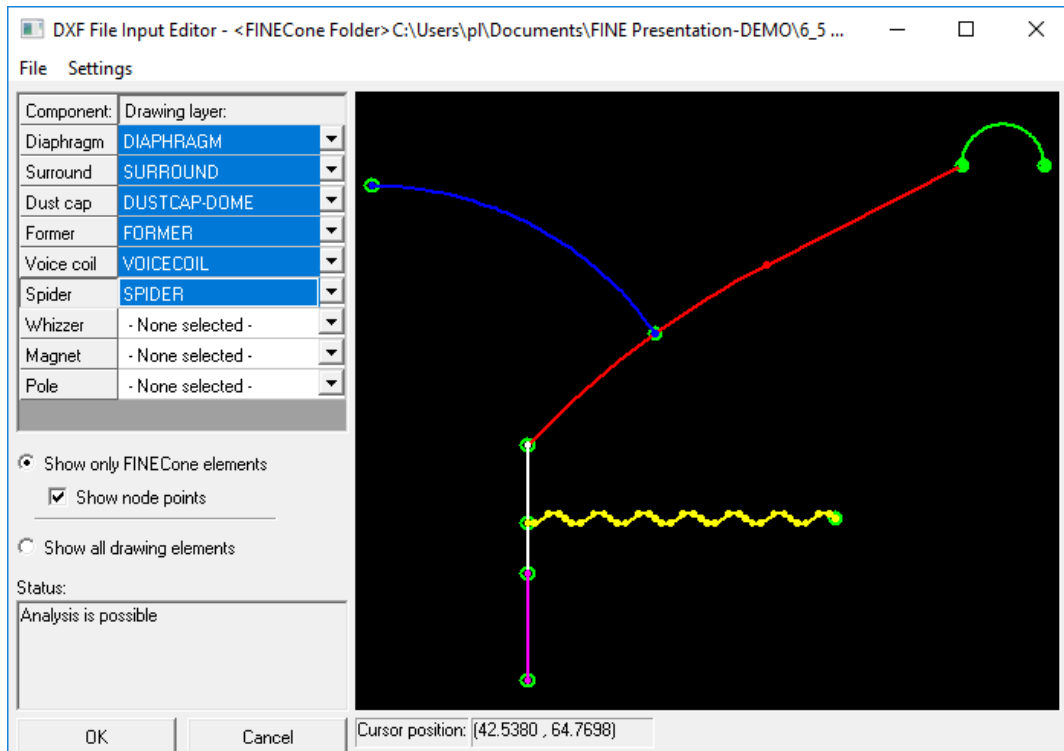 DXF File Input Editor - <FINECone Folder>C:\Users\pl\Documents\FINE Presentation-DEMO\6_5 ...
File Settings
Component: Drawing layer:
Diaphragm DIAPHRAGM
Surround SURROUND
Dust cap DUSTCAP-DOME
Former FORMER
Voice coil VOICECOIL
Spider SPIDER
Whizzer - None selected -
Magnet - None selected -
Pole - None selected -
Show only FINECone elements
Show node points
Show all drawing elements
Status:
Analysis is possible
OK Cancel Cursor position: (42.5380 , 64.7698)